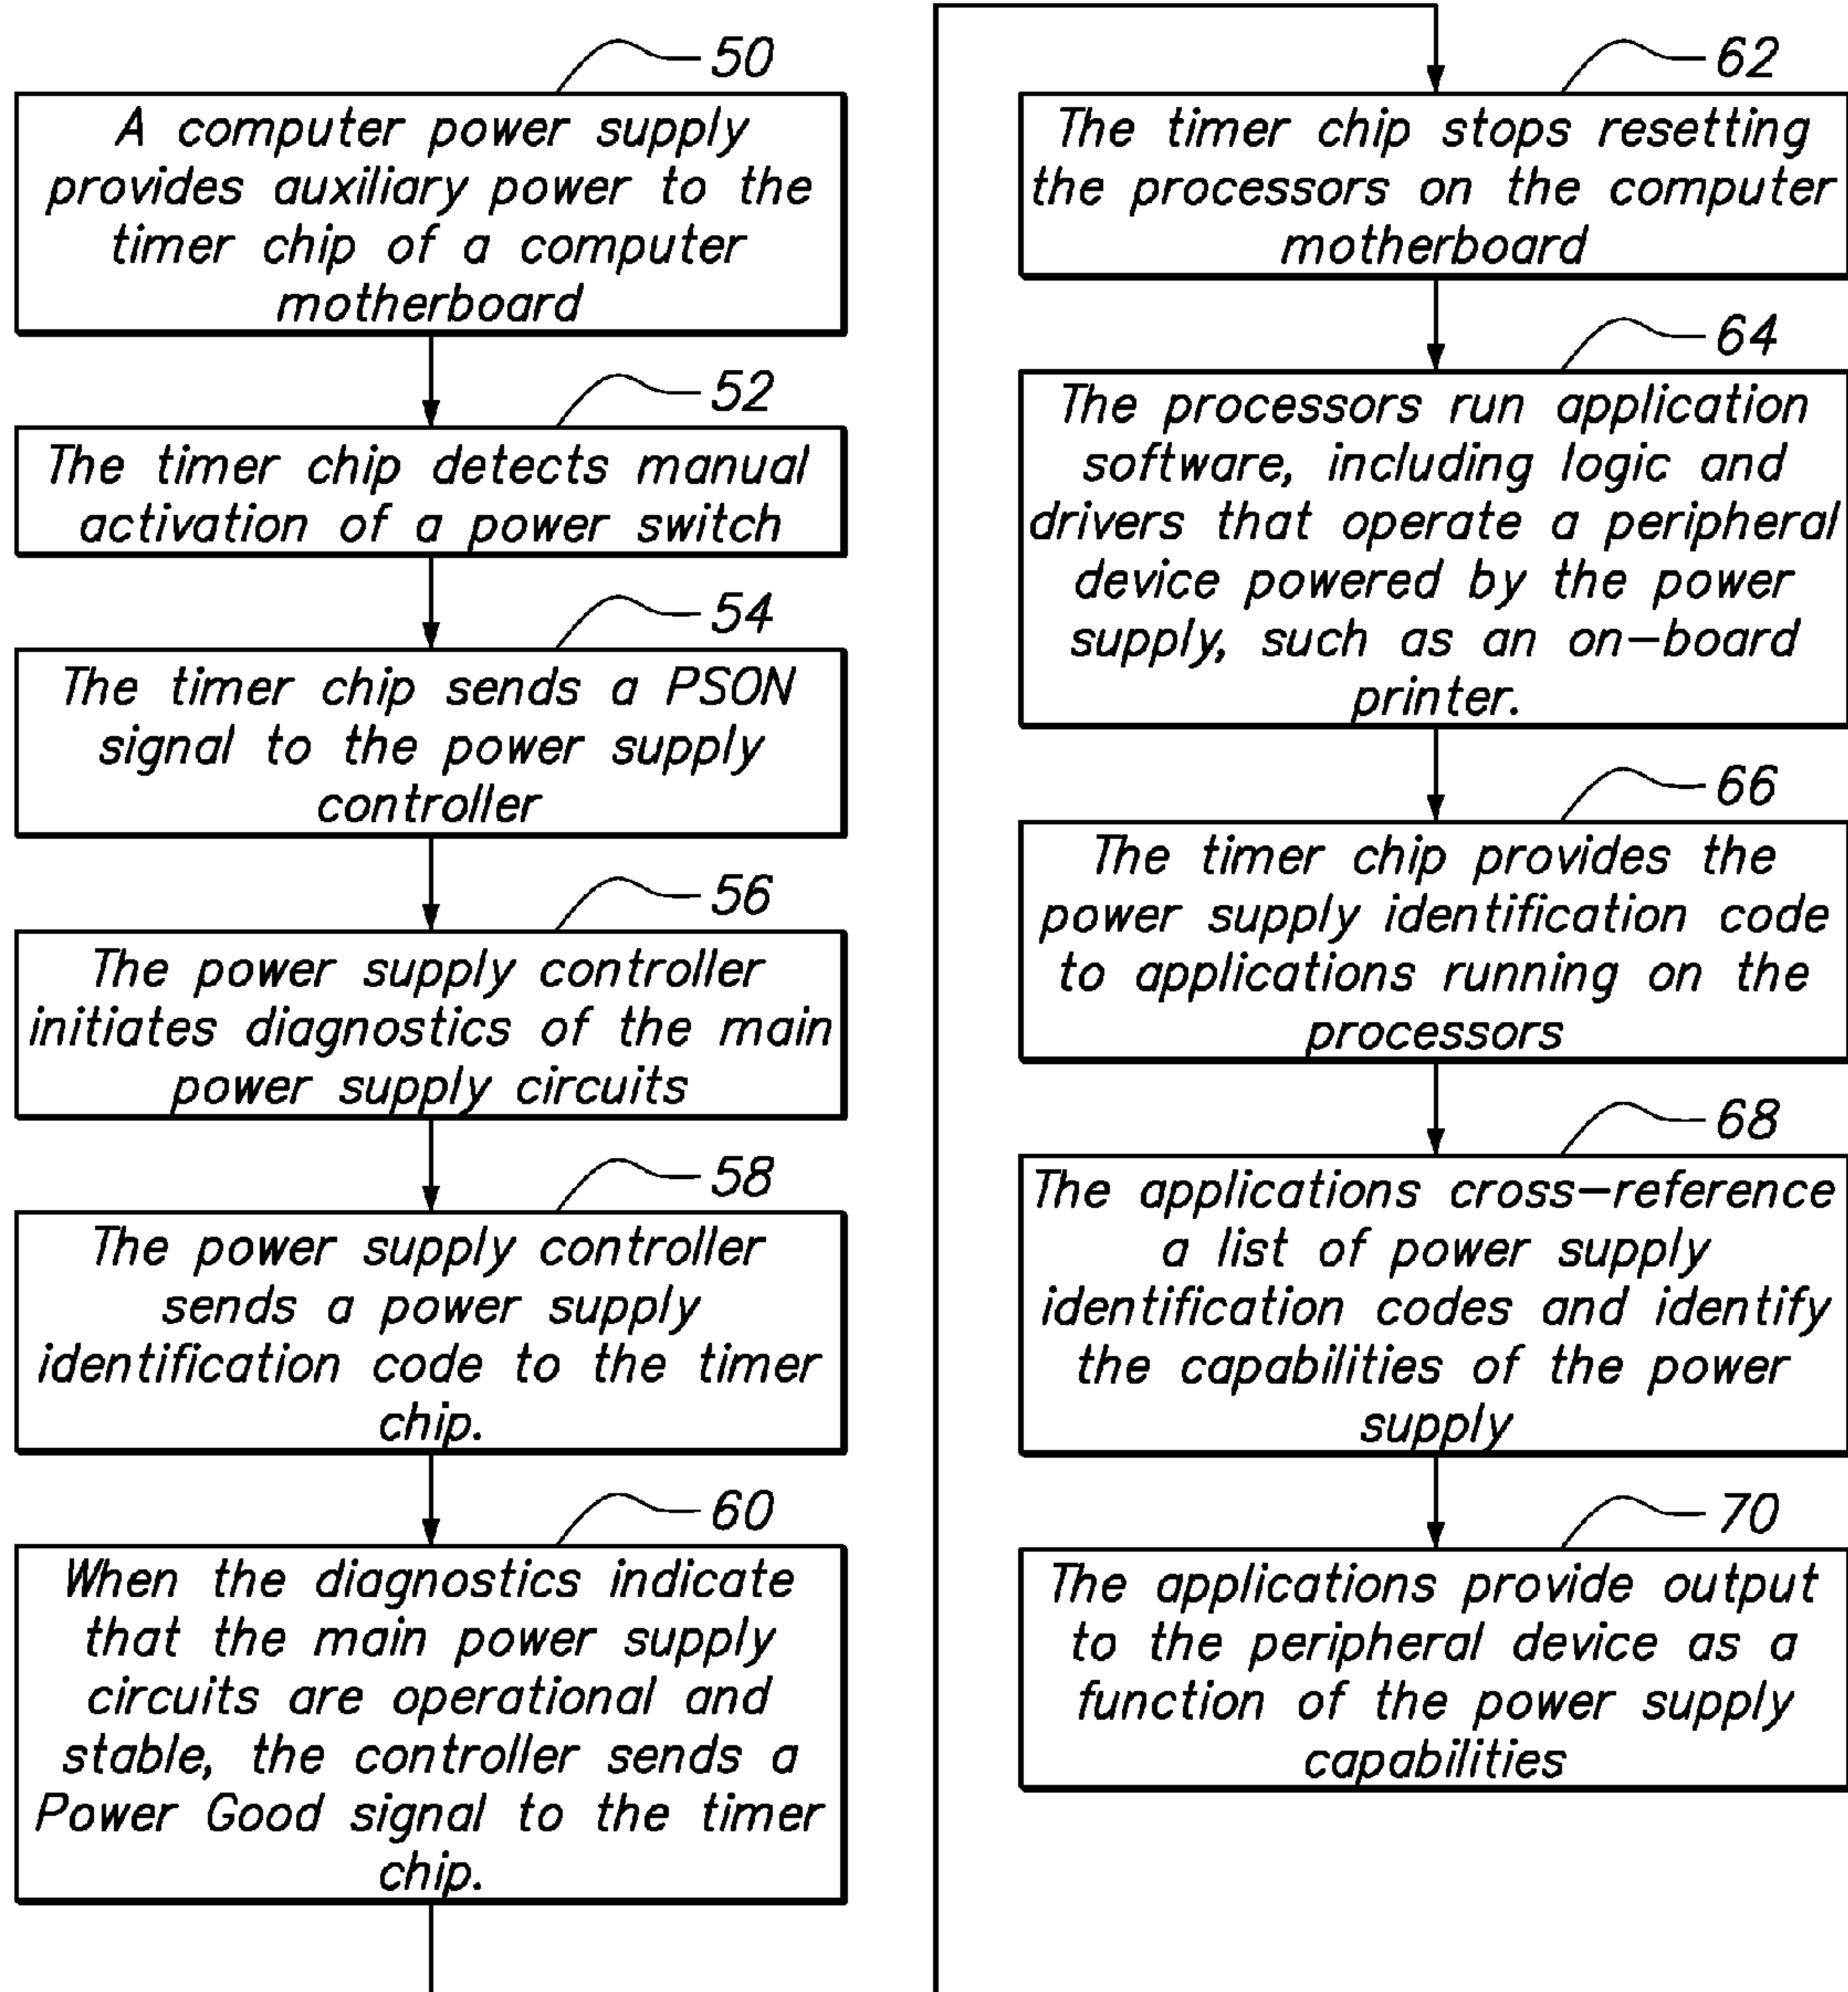 50
A computer power supply
provides auxiliary power to the
timer chip of a computer
motherboard
52
The timer chip detects manual
activation of a power switch
54
The timer chip sends a PSON
signal to the power supply
controller
56
The power supply controller
initiates diagnostics of the main
power supply circuits
58
The power supply controller
sends a power supply
identification code to the timer
chip.
60
When the diagnostics indicate
that the main power supply
circuits are operational and
stable, the controller sends a
Power Good signal to the timer
chip.
62
The timer chip stops resetting
the processors on the computer
motherboard
64
The processors run application
software, including logic and
drivers that operate a peripheral
device powered by the power
supply, such as an on-board
printer.
66
The timer chip provides the
power supply identification code
to applications running on the
processors
68
The applications cross-reference
a list of power supply
identification codes and identify
the capabilities of the power
supply
70
The applications provide output
to the peripheral device as a
function of the power supply
capabilities